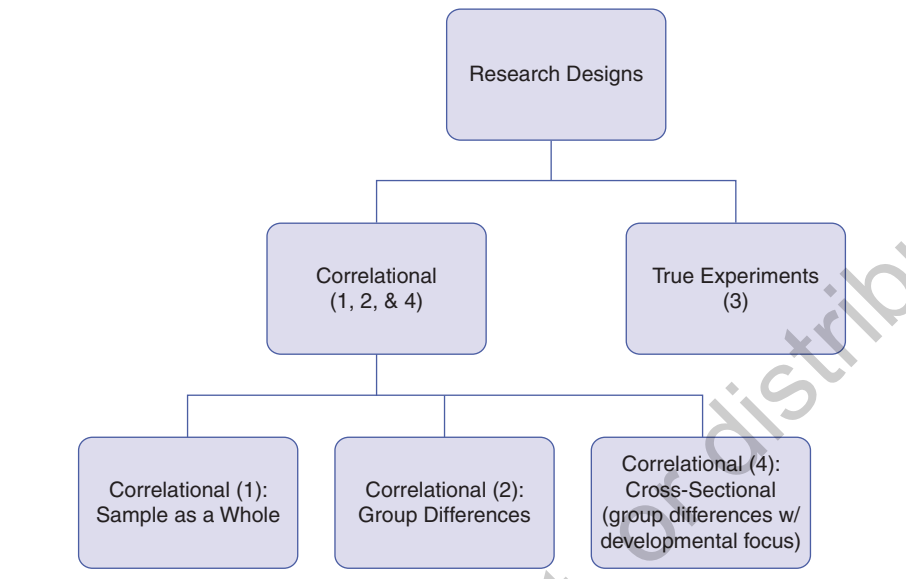 Research Designs
Correlational
(1, 2, & 4)
True Experiments
(3)
Correlational (1):
Sample as a Whole
Correlational (2):
Group Differences
Correlational (4):
Cross-Sectional
(group differences w/
developmental focus)
or